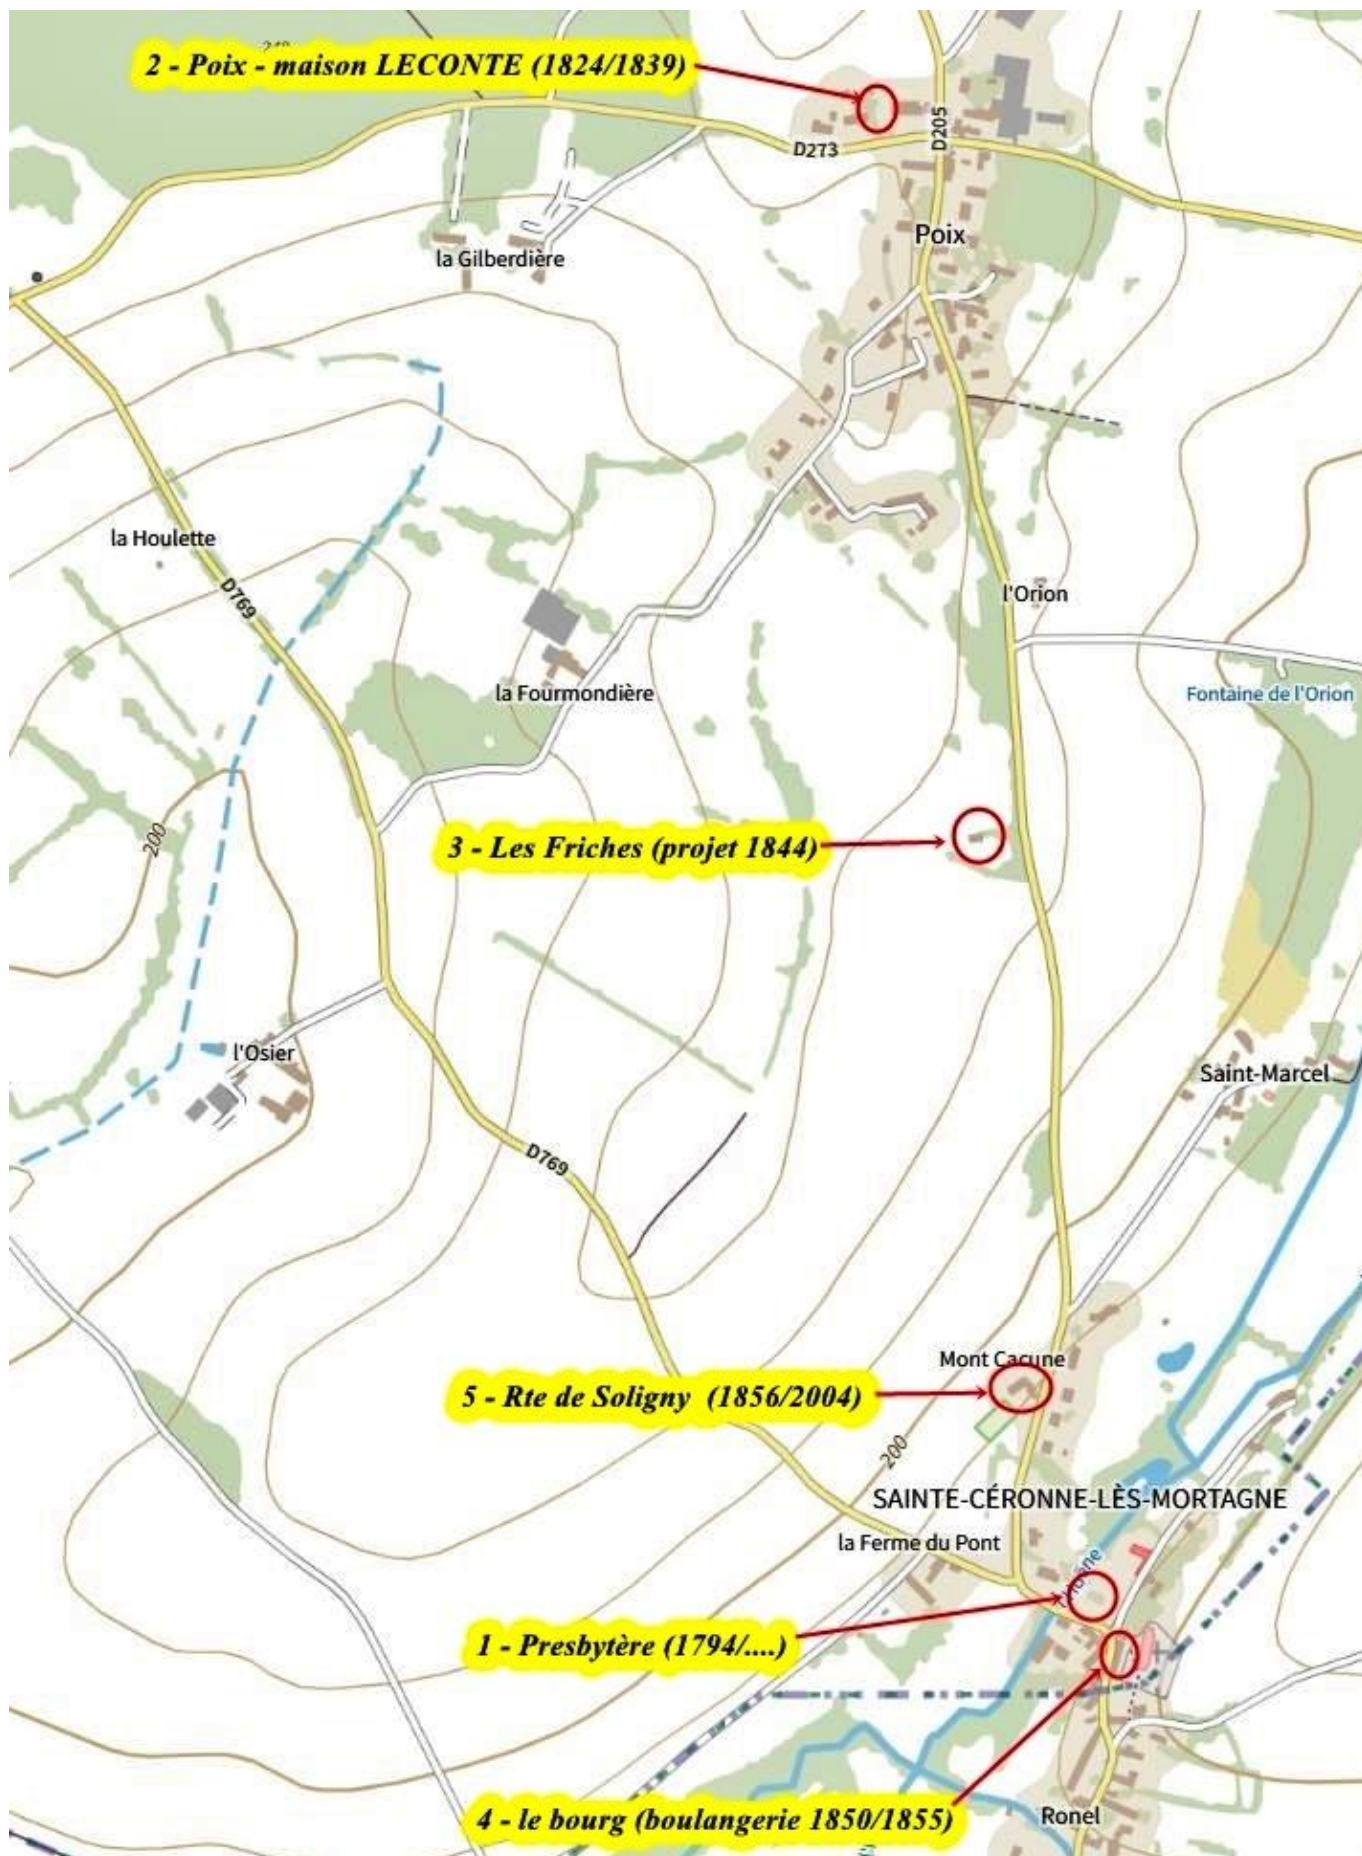 2 - Poix - maison LECONTE (1824/1839)
D205
D273
Poix
la Gilberdière
la Houlette
D769
l'Orion
la Fourmondière
Fontaine de l'Orion
200
3 - Les Friches (projet 1844)
l'Osier
Saint-Marcel
D769
Mont Cacune
5 - Rte de Soligny (1856/2004)
200
SAINTE-CÉRONNE-LÈS-MORTAGNE
la Ferme du Pont
1 - Presbytère (1794/....)
4 - le bourg (boulangerie 1850/1855)
Ronel